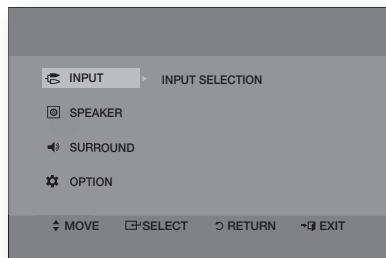 INPUT INPUT SELECTION
SPEAKER
SURROUND
OPTION
MOVE SELECT RETURN EXIT